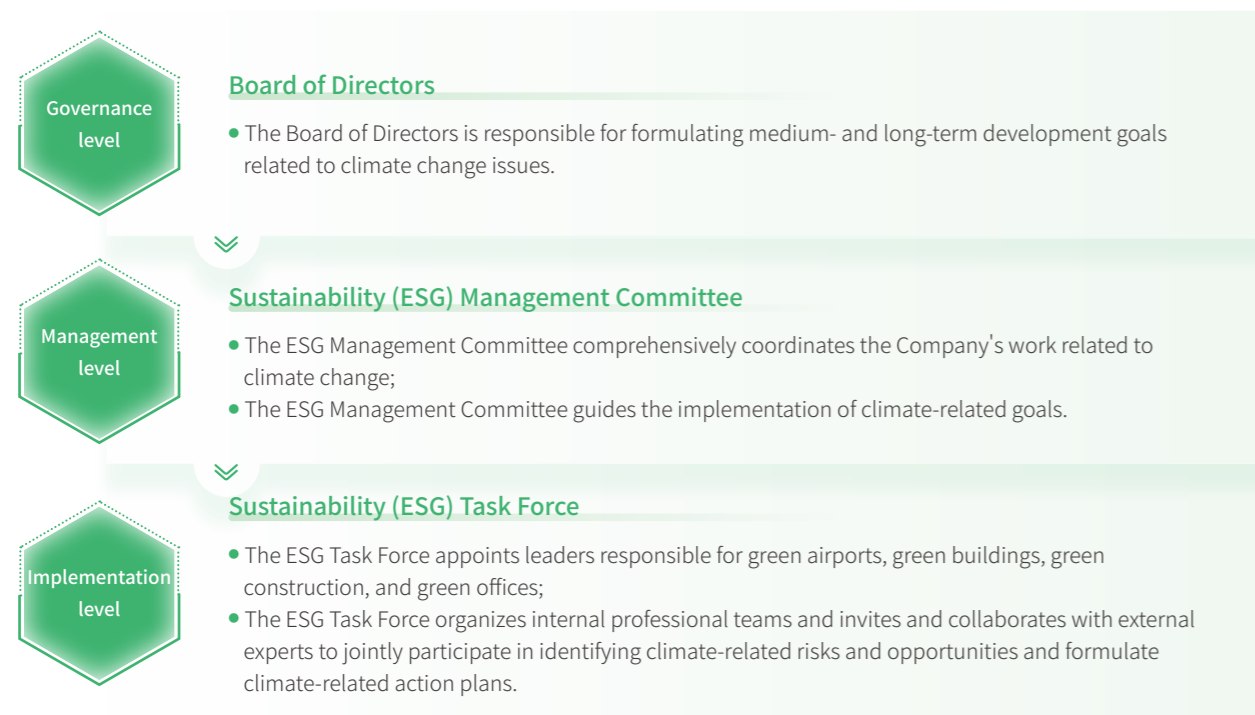 Governance
level
Board of Directors
• The Board of Directors is responsible for formulating medium- and long-term development goals
related to climate change issues.
Management
level
Sustainability (ESG) Management Committee
• The ESG Management Committee comprehensively coordinates the Company's work related to
climate change;
• The ESG Management Committee guides the implementation of climate-related goals.
Implementation
level
Sustainability (ESG) Task Force
• The ESG Task Force appoints leaders responsible for green airports, green buildings, green
construction, and green offices;
• The ESG Task Force organizes internal professional teams and invites and collaborates with external
experts to jointly participate in identifying climate-related risks and opportunities and formulate
climate-related action plans.